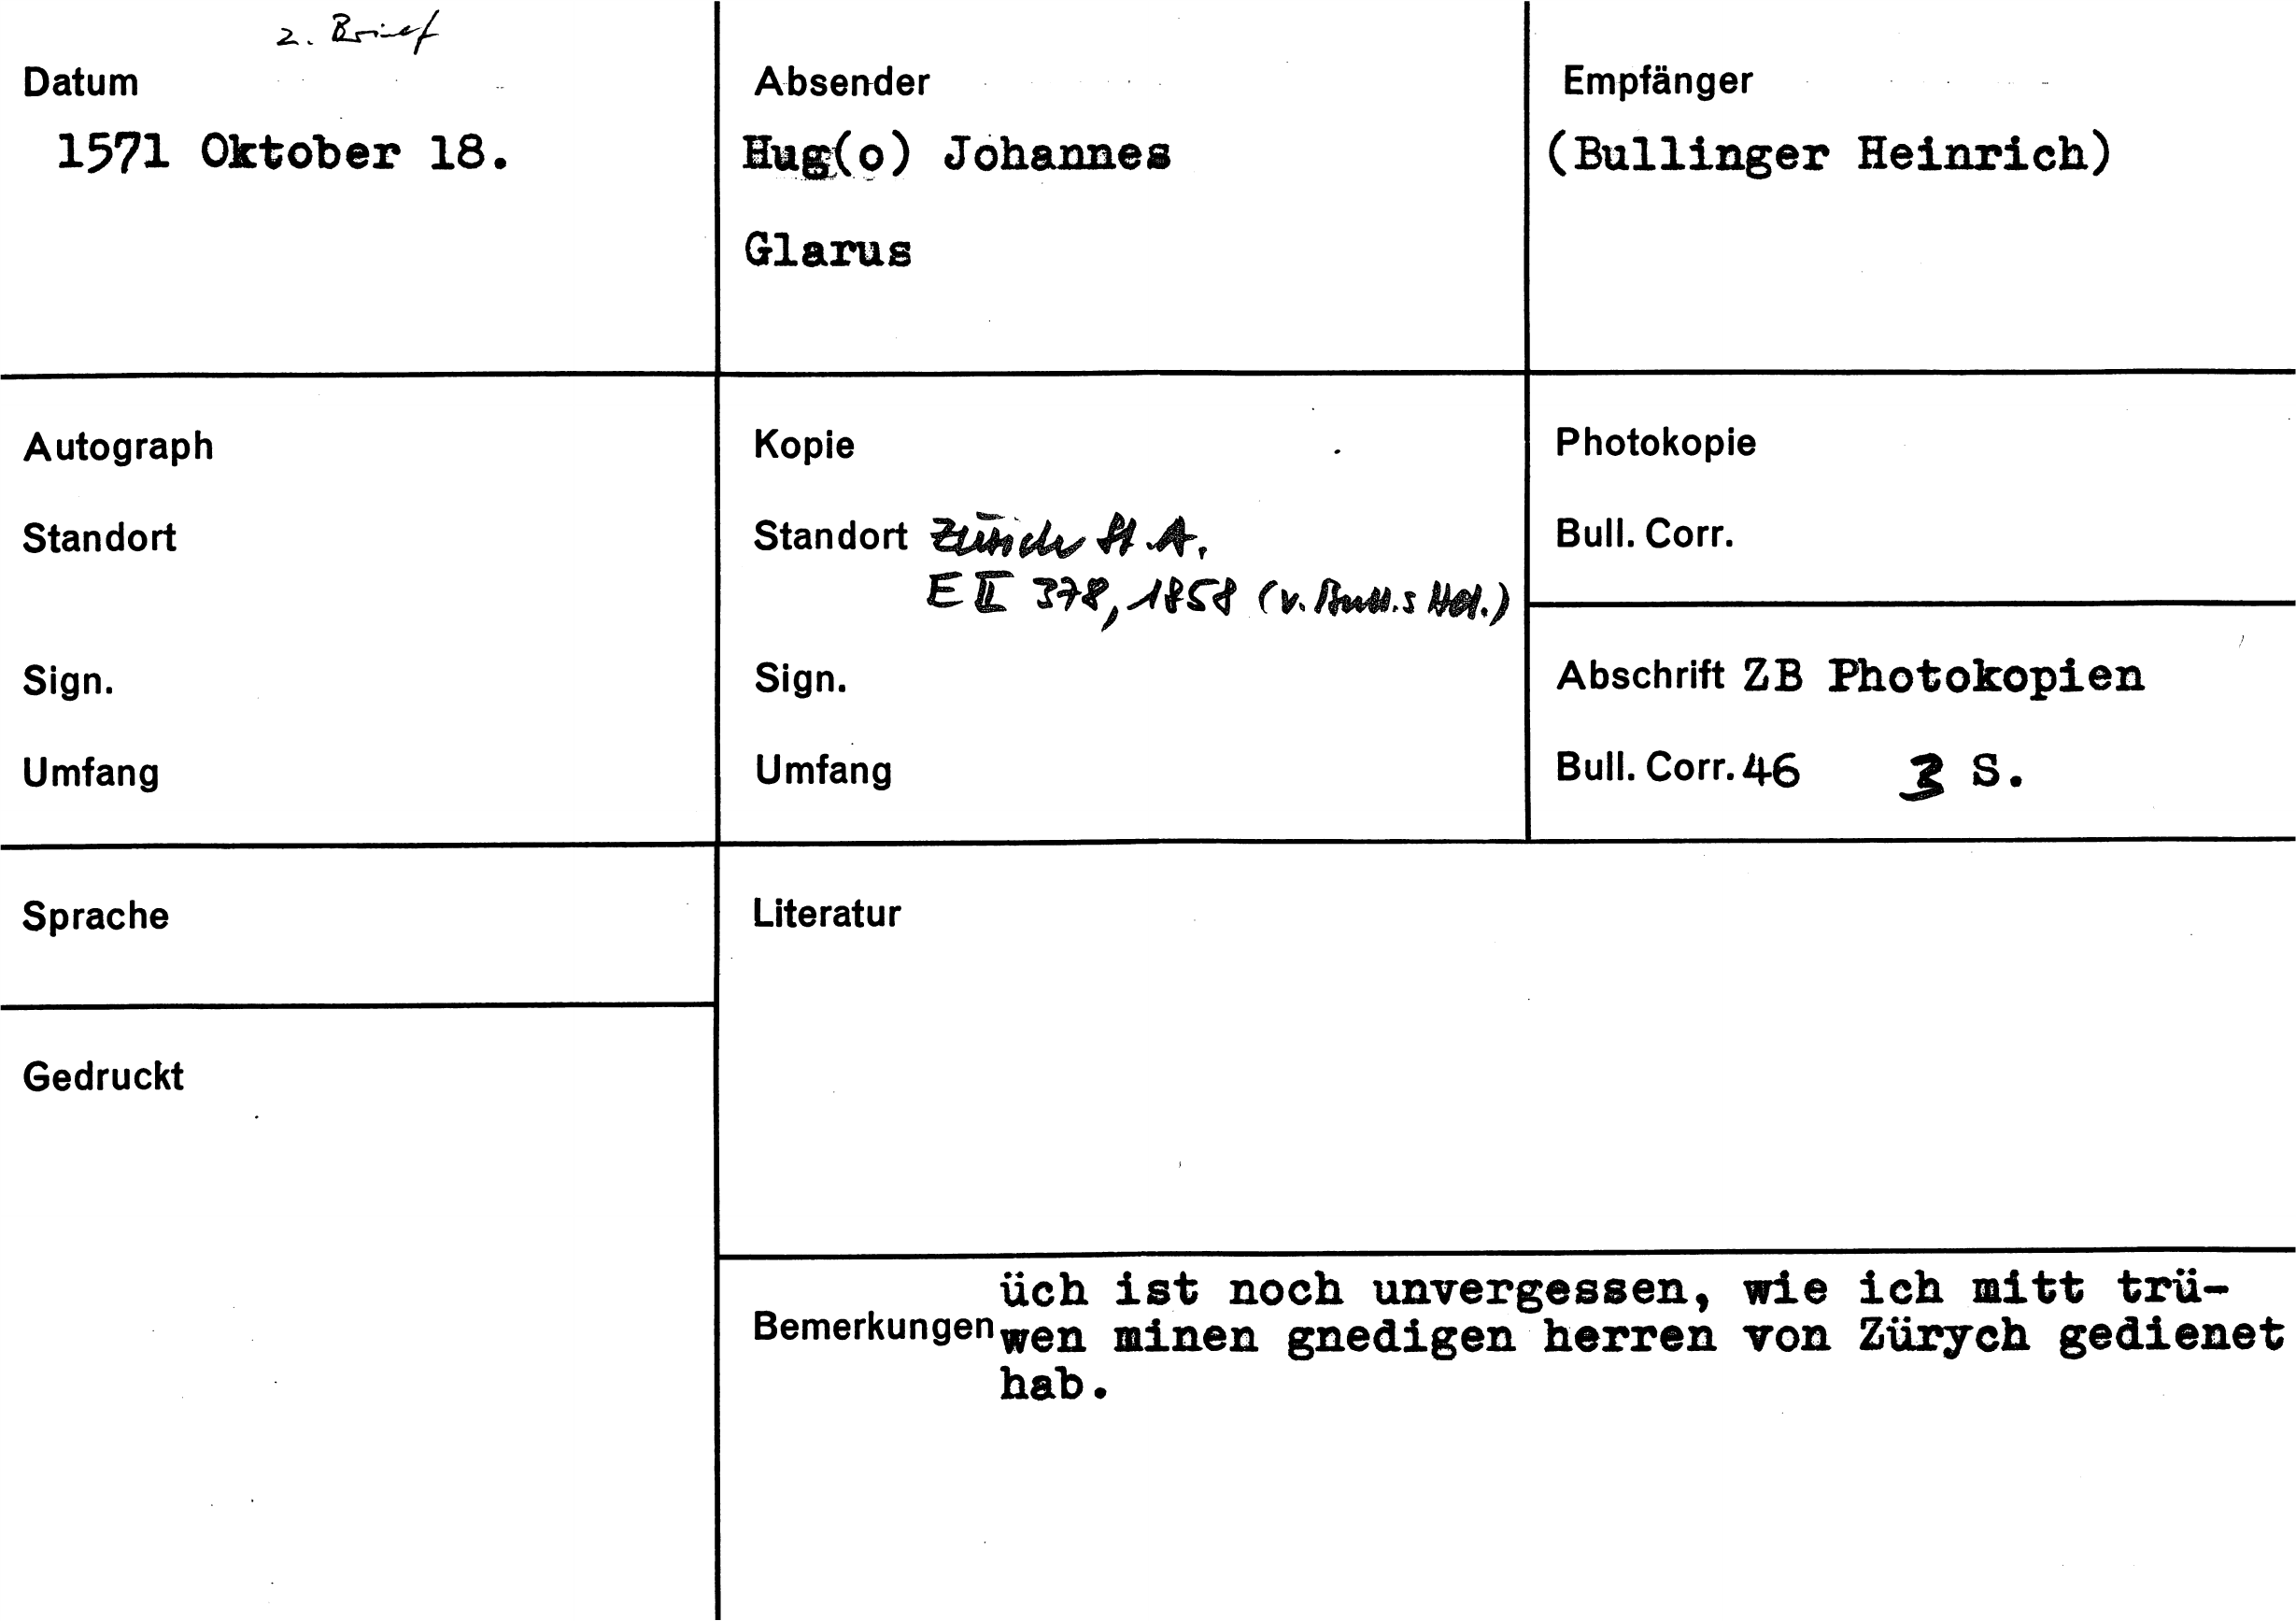 2. Brief
Datum
1571 Oktober 18.
Absender
Hug(o) Johannes
Glarus
Empfänger
(Bullinger Heinrich)
Autograph
Standort
Sign.
Umfang
Kopie
Standort Zürich St.A.
E II 378, 1858 (v. Bull.s Hd.)
Sign.
Umfang
Photokopie
Bull. Corr.
Abschrift ZB Photokopien
Bull. Corr. 46 3 S.
Sprache
Gedruckt
Literatur
Bemerkungen
üch ist noch unvergessen, wie ich mitt trü-
wen minen gnedigen herren von Zürych gedienet
hab.